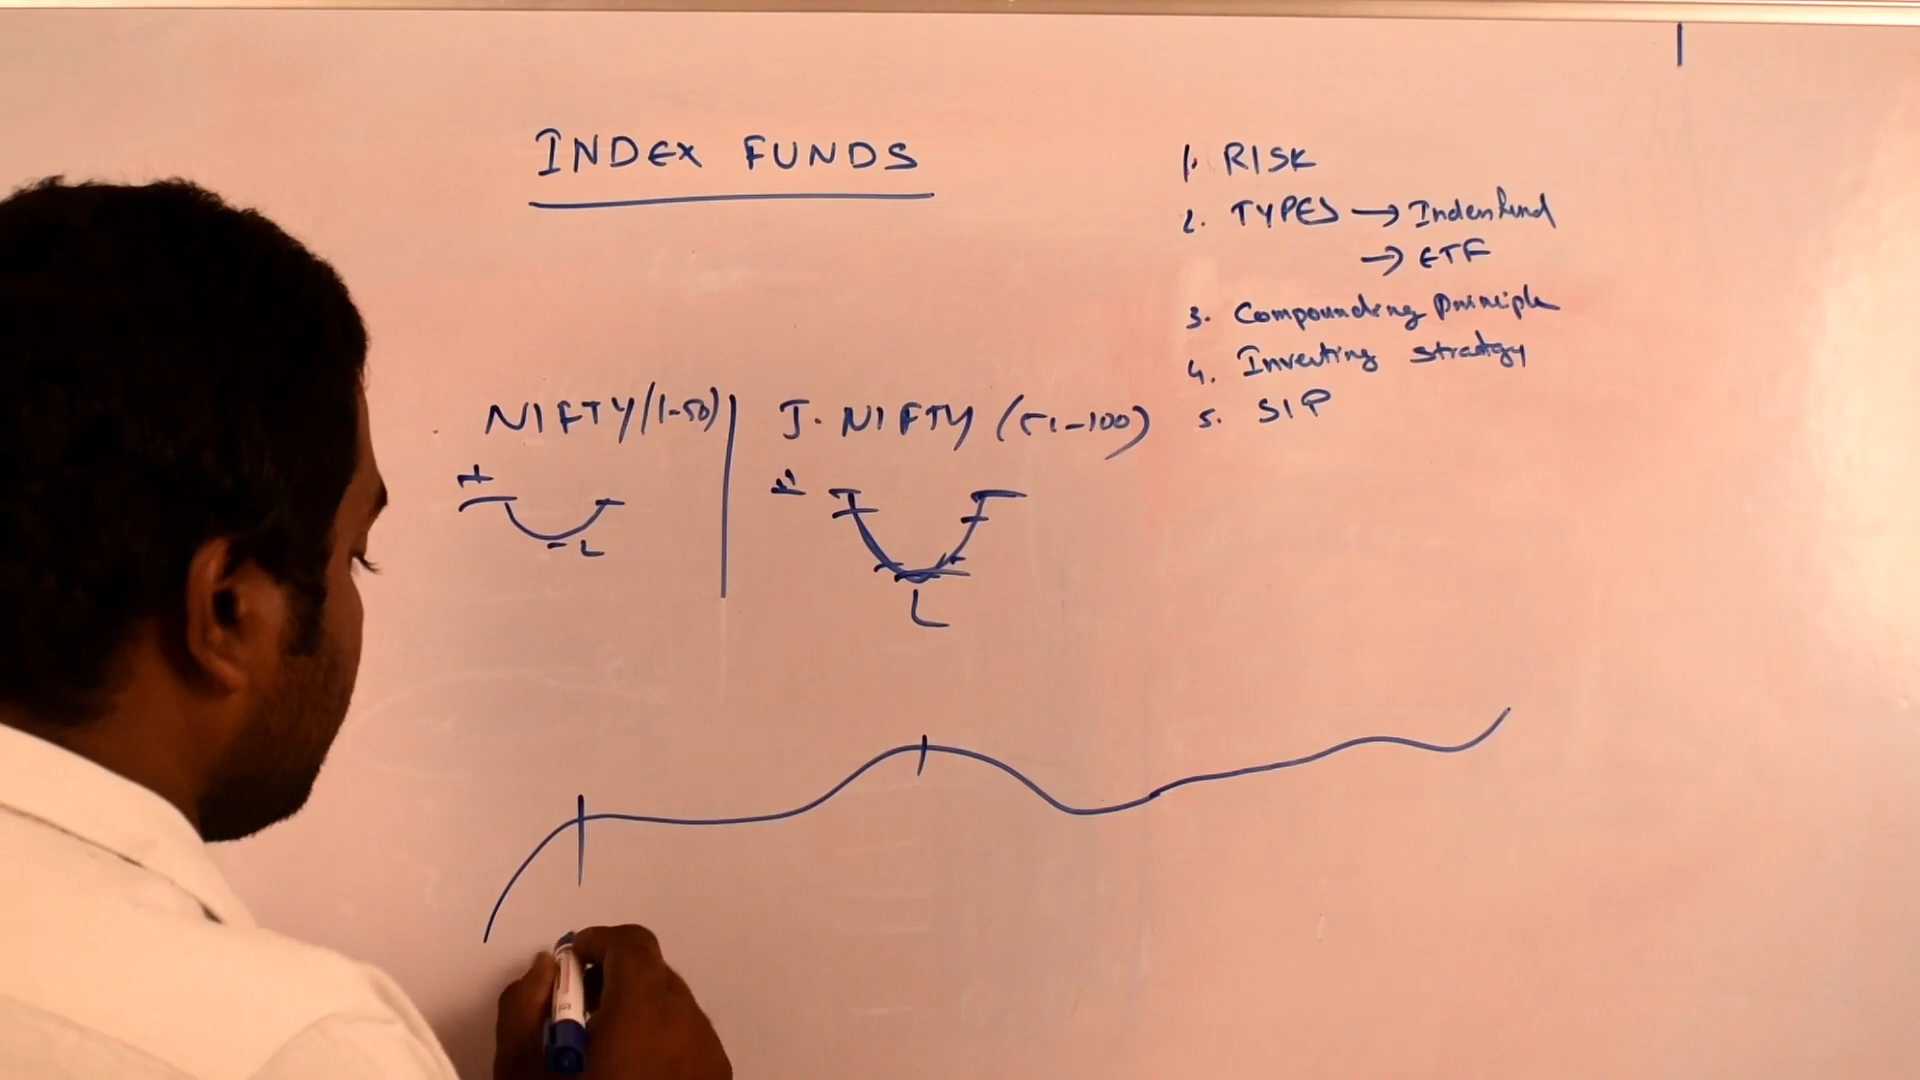 INDEX FUNDS
1. RISK
2. TYPES → Index fund
→ ETF
3. Compounding Principle
4. Investing strategy
5. SIP
NIFTY (1-50) | J. NIFTY (51-100)
+
- L
L